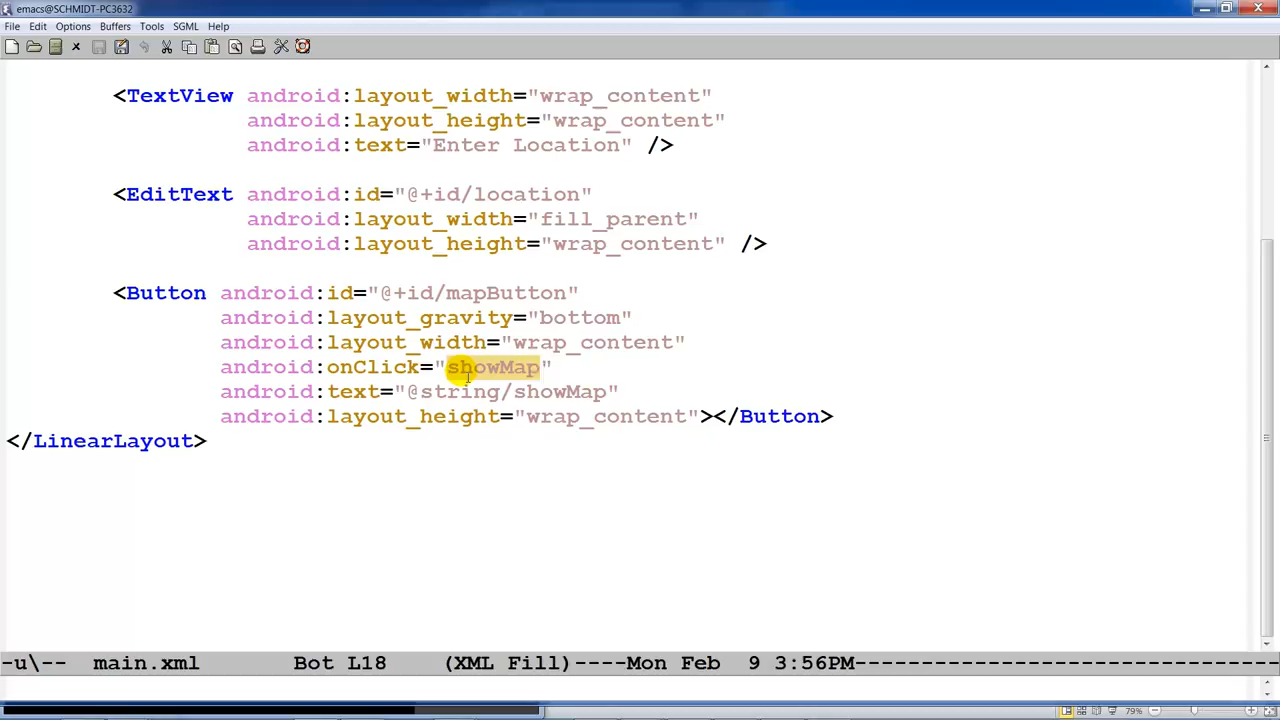 emacs@SCHMIDT-PC3632
File Edit Options Buffers Tools SGML Help
<TextView android:layout_width="wrap_content"
android:layout_height="wrap_content"
android:text="Enter Location" />
<EditText android:id="@+id/location"
android:layout_width="fill_parent"
android:layout_height="wrap_content" />
<Button android:id="@+id/mapButton"
android:layout_gravity="bottom"
android:layout_width="wrap_content"
android:onClick="showMap"
android:text="@string/showMap"
android:layout_height="wrap_content"></Button>
</LinearLayout>
-u\-- main.xml Bot L18 (XML Fill)----Mon Feb 9 3:56PM--------------------------------
79%